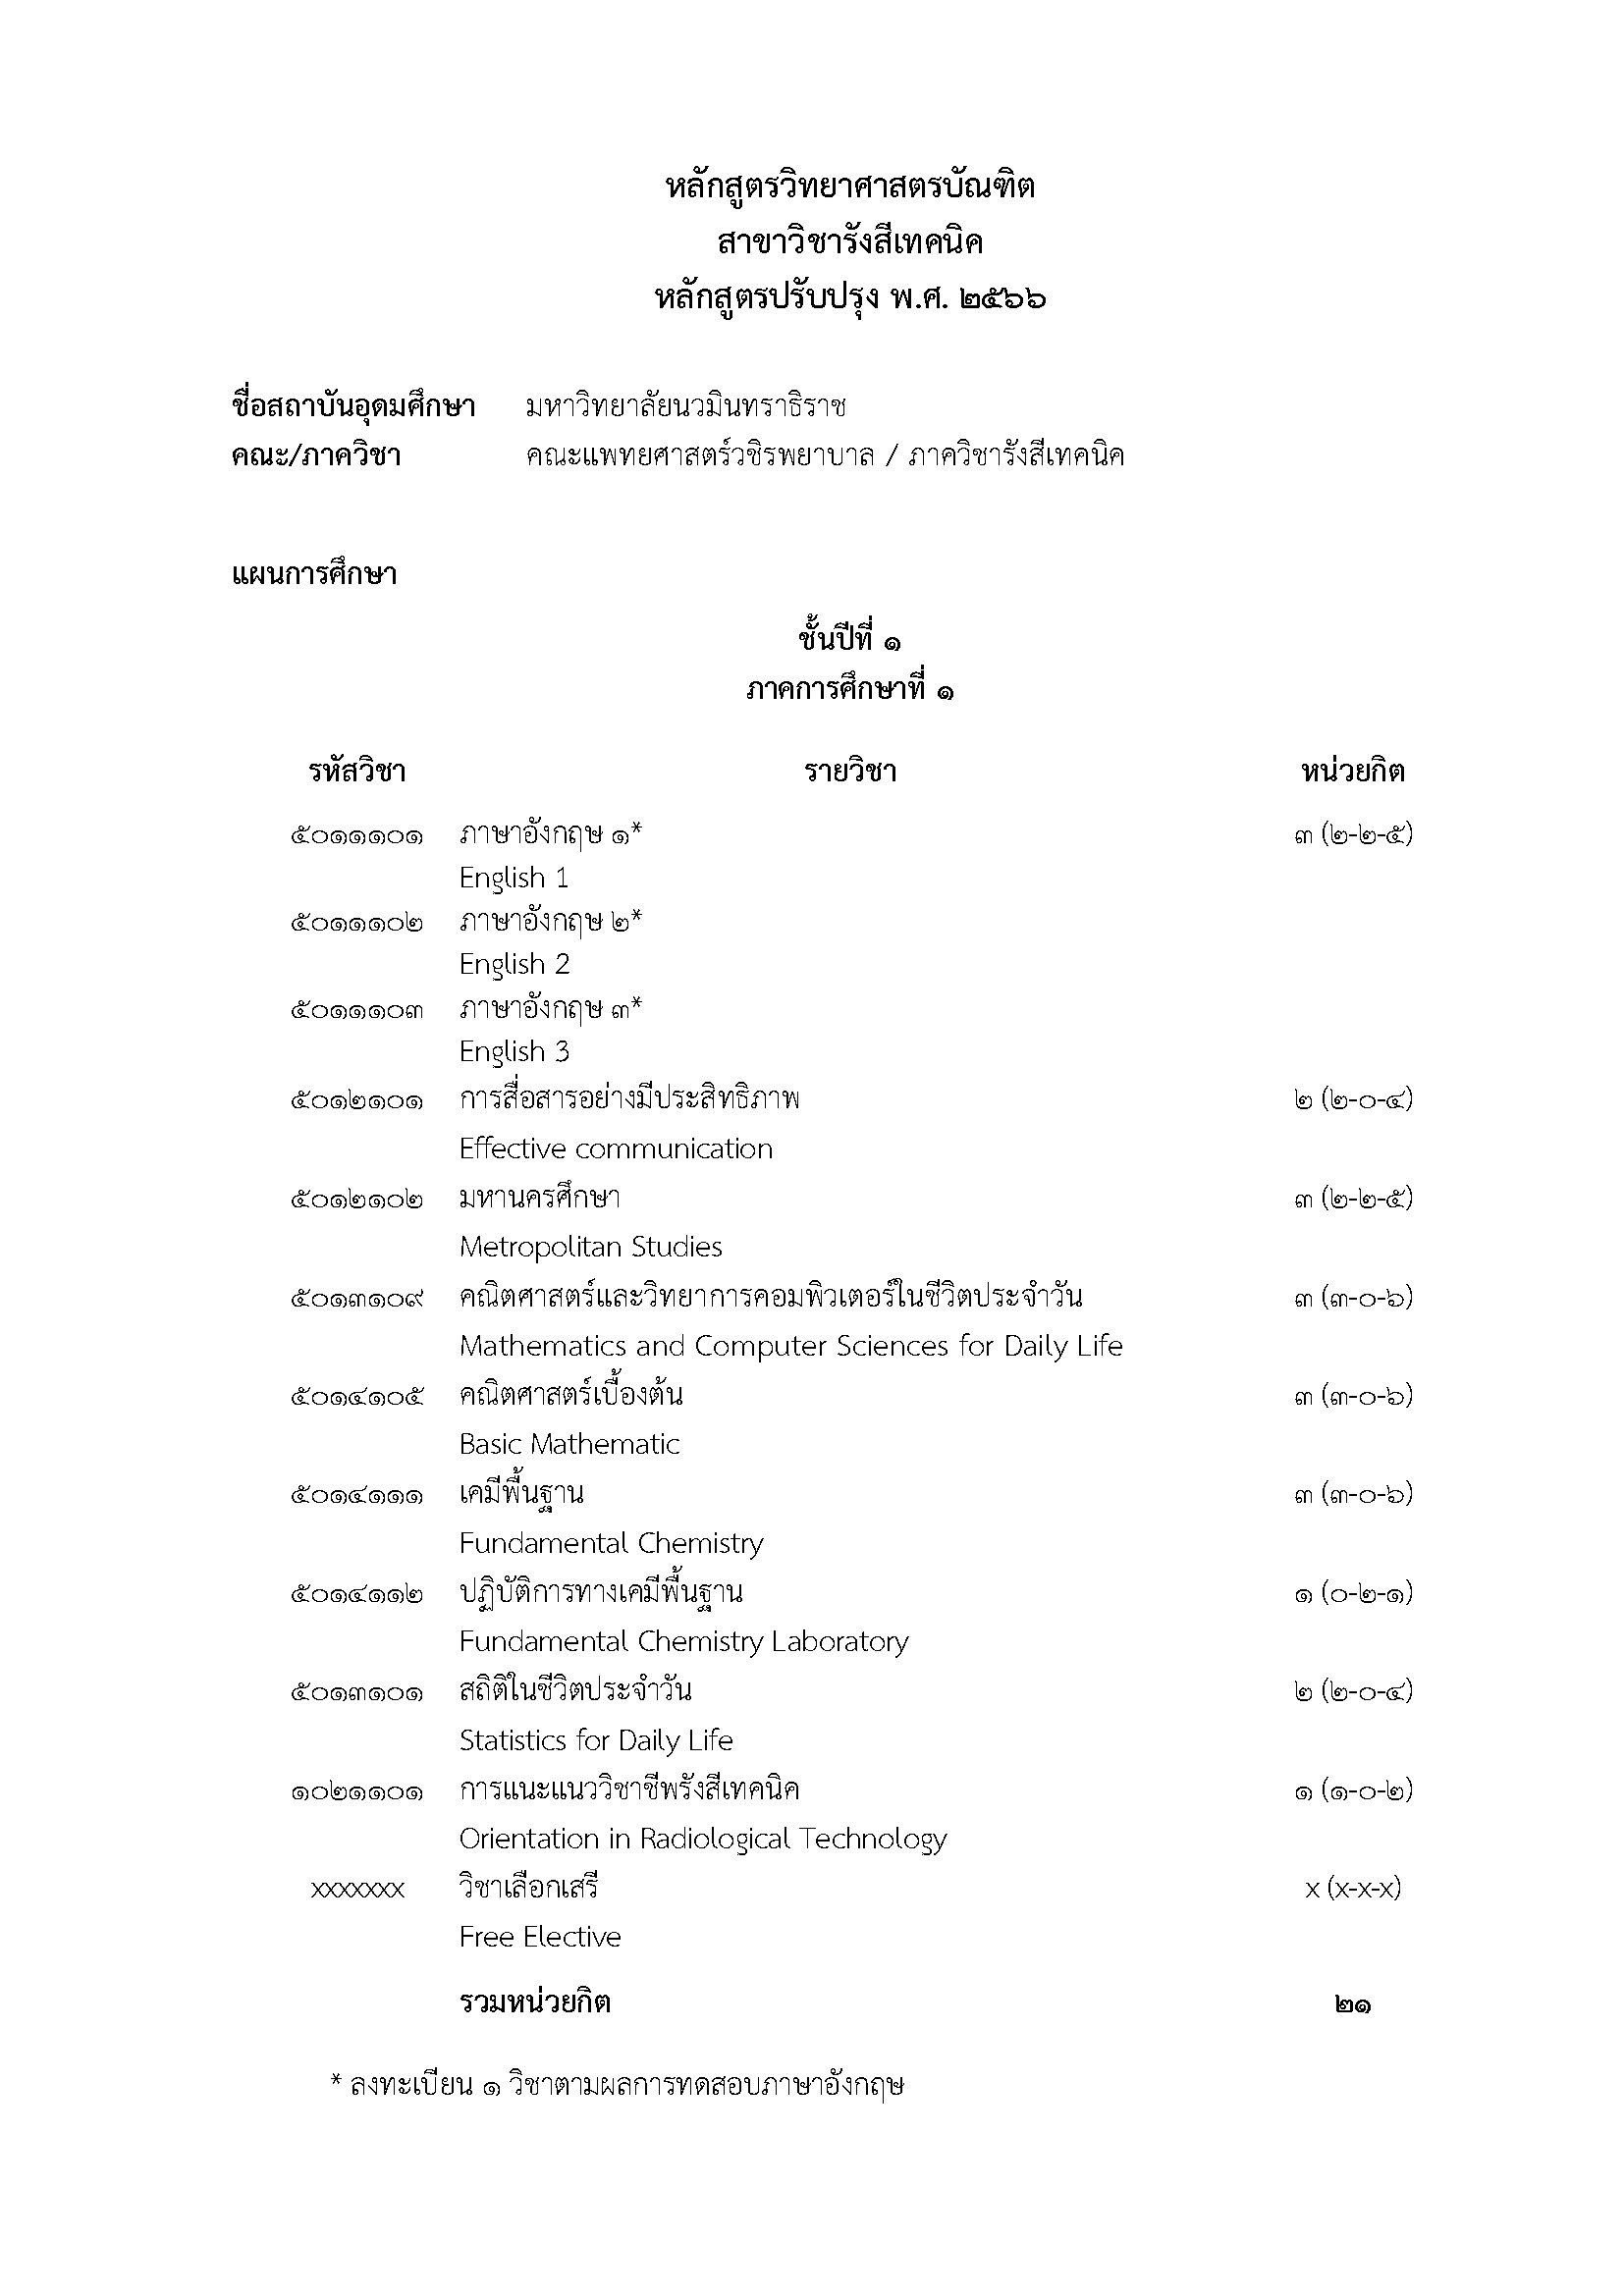 หลักสูตรวิทยาศาสตรบัณฑิต
สาขาวิชารังสีเทคนิค
หลักสูตรปรับปรุง พ.ศ. ๒๕๖๖
ชื่อสถาบันอุดมศึกษา มหาวิทยาลัยนวมินทราธิราช
คณะ/ภาควิชา คณะแพทยศาสตร์วชิรพยาบาล / ภาควิชารังสีเทคนิค
แผนการศึกษา
ชั้นปีที่ ๑
ภาคการศึกษาที่ ๑
รหัสวิชา รายวิชา หน่วยกิต
๕๐๑๑๑๐๑ ภาษาอังกฤษ ๑* ๓ (๒-๒-๕)
English 1
๕๐๑๑๑๐๒ ภาษาอังกฤษ ๒*
English 2
๕๐๑๑๑๐๓ ภาษาอังกฤษ ๓*
English 3
๕๐๑๒๑๐๑ การสื่อสารอย่างมีประสิทธิภาพ ๒ (๒-๐-๔)
Effective communication
๕๐๑๒๑๐๒ มหานครศึกษา ๓ (๒-๒-๕)
Metropolitan Studies
๕๐๑๓๑๐๙ คณิตศาสตร์และวิทยาการคอมพิวเตอร์ในชีวิตประจำวัน ๓ (๓-๐-๖)
Mathematics and Computer Sciences for Daily Life
๕๐๑๔๑๐๕ คณิตศาสตร์เบื้องต้น ๓ (๓-๐-๖)
Basic Mathematic
๕๐๑๔๑๑๑ เคมีพื้นฐาน ๓ (๓-๐-๖)
Fundamental Chemistry
๕๐๑๔๑๑๒ ปฏิบัติการทางเคมีพื้นฐาน ๑ (๐-๒-๑)
Fundamental Chemistry Laboratory
๕๐๑๓๑๐๑ สถิติในชีวิตประจำวัน ๒ (๒-๐-๔)
Statistics for Daily Life
๑๐๒๑๑๐๑ การแนะแนววิชาชีพรังสีเทคนิค ๑ (๑-๐-๒)
Orientation in Radiological Technology
xxxxxxx วิชาเลือกเสรี x (x-x-x)
Free Elective
รวมหน่วยกิต ๒๑
* ลงทะเบียน ๑ วิชาตามผลการทดสอบภาษาอังกฤษ